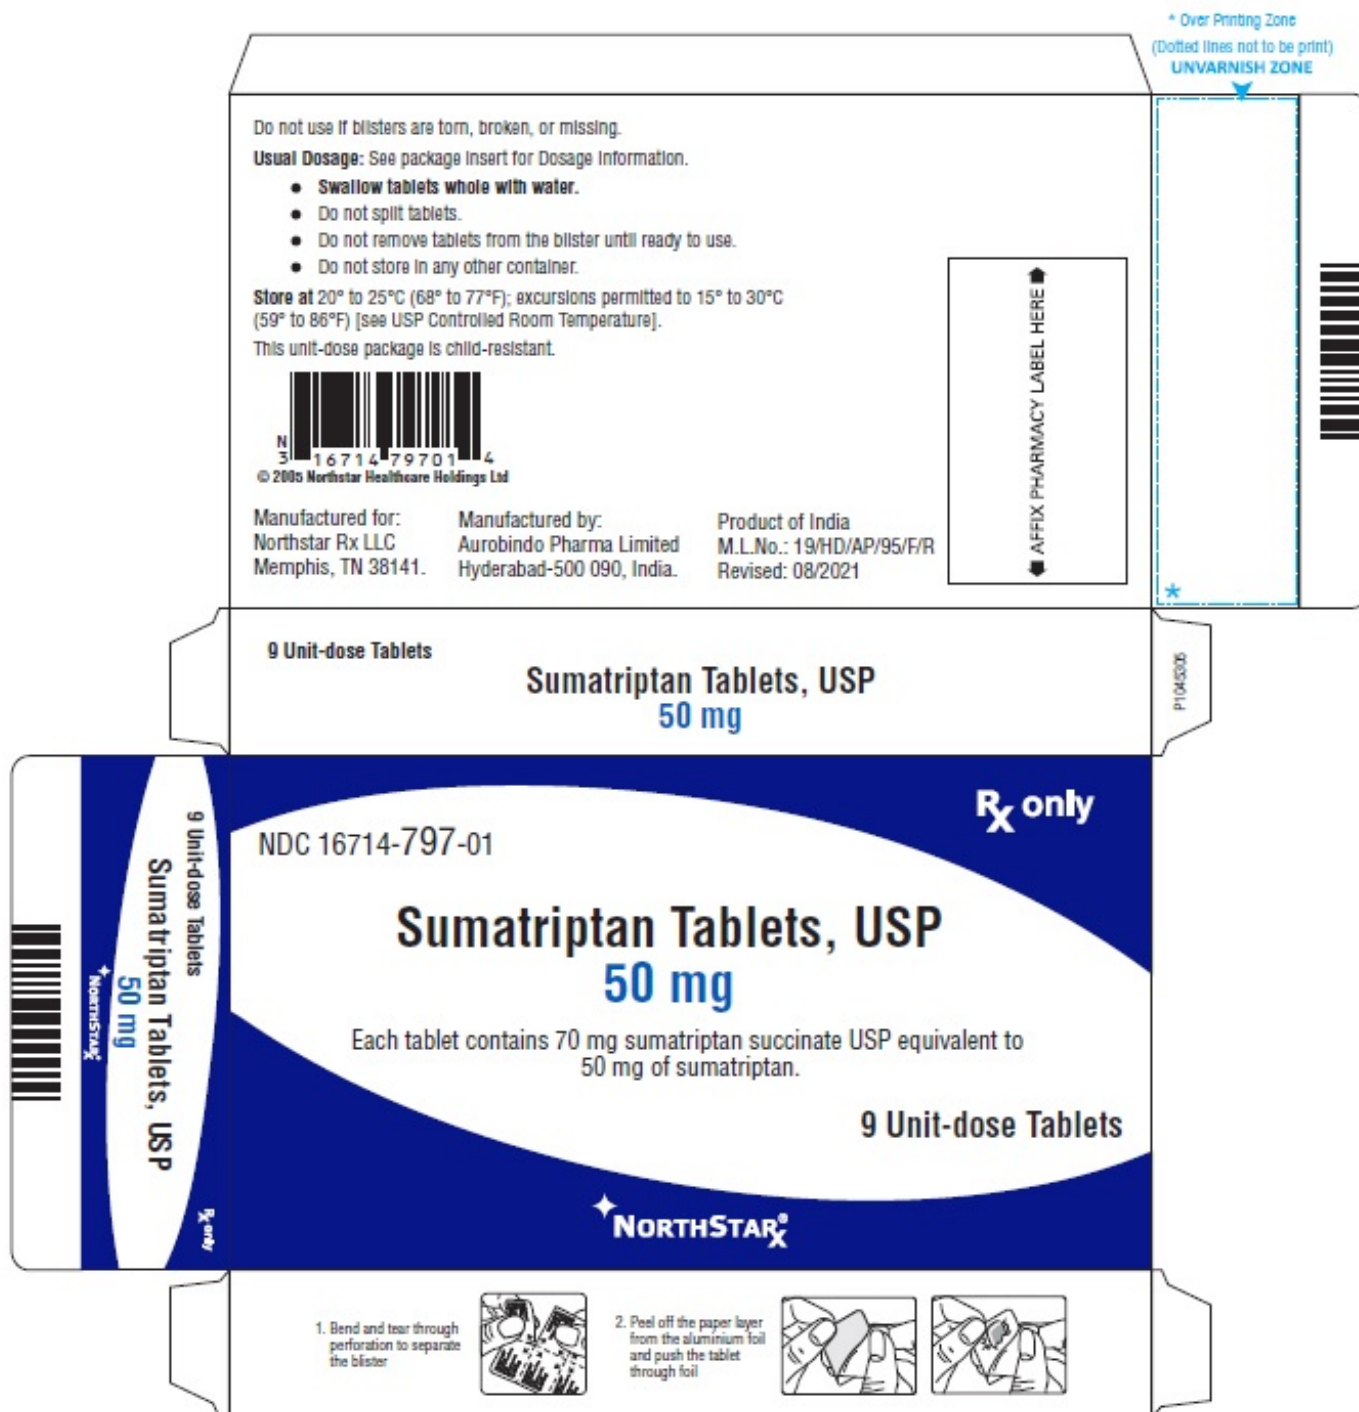 * Over Printing Zone
(Dotted lines not to be print)
UNVARNISH ZONE
Do not use if blisters are torn, broken, or missing.
Usual Dosage: See package insert for Dosage Information.
● Swallow tablets whole with water.
● Do not split tablets.
● Do not remove tablets from the blister until ready to use.
● Do not store in any other container.
Store at 20° to 25°C (68° to 77°F); excursions permitted to 15° to 30°C
(59° to 86°F) [see USP Controlled Room Temperature].
This unit-dose package is child-resistant.
N
3 16714 79701 4
© 2005 Northstar Healthcare Holdings Ltd
Manufactured for:
Northstar Rx LLC
Memphis, TN 38141.
Manufactured by:
Aurobindo Pharma Limited
Hyderabad-500 090, India.
Product of India
M.L.No.: 19/HD/AP/95/F/R
Revised: 08/2021
AFFIX PHARMACY LABEL HERE
*
9 Unit-dose Tablets
Sumatriptan Tablets, USP
50 mg
P1045305
9 Unit-dose Tablets
Sumatriptan Tablets, USP
50 mg
NORTHSTARx®
Rx only
Rx only
NDC 16714-797-01
Sumatriptan Tablets, USP
50 mg
Each tablet contains 70 mg sumatriptan succinate USP equivalent to
50 mg of sumatriptan.
9 Unit-dose Tablets
NORTHSTARx®
1. Bend and tear through
perforation to separate
the blister
2. Peel off the paper layer
from the aluminium foil
and push the tablet
through foil